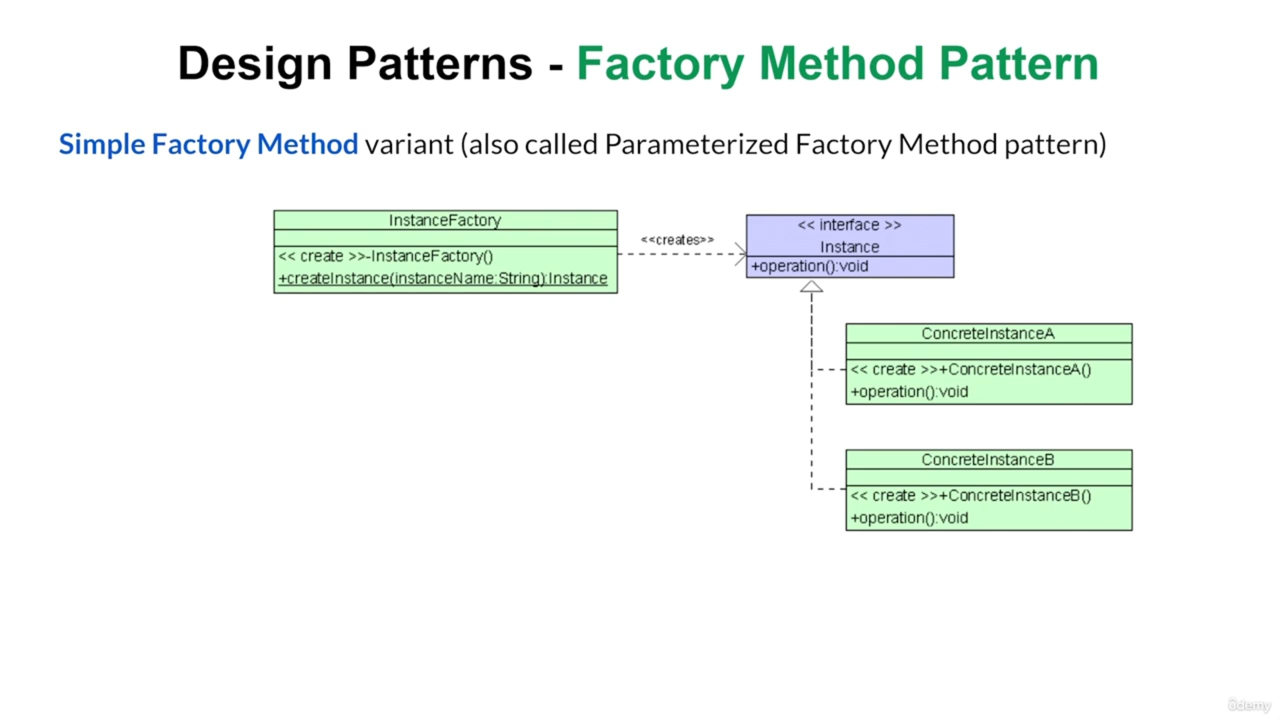 Design Patterns - Factory Method Pattern
Simple Factory Method variant (also called Parameterized Factory Method pattern)
InstanceFactory
<< create >>-InstanceFactory()
+createInstance(instanceName:String):Instance
<<creates>>
<< interface >>
Instance
+operation():void
ConcreteInstanceA
<< create >>+ConcreteInstanceA()
+operation():void
ConcreteInstanceB
<< create >>+ConcreteInstanceB()
+operation():void
ûdemy